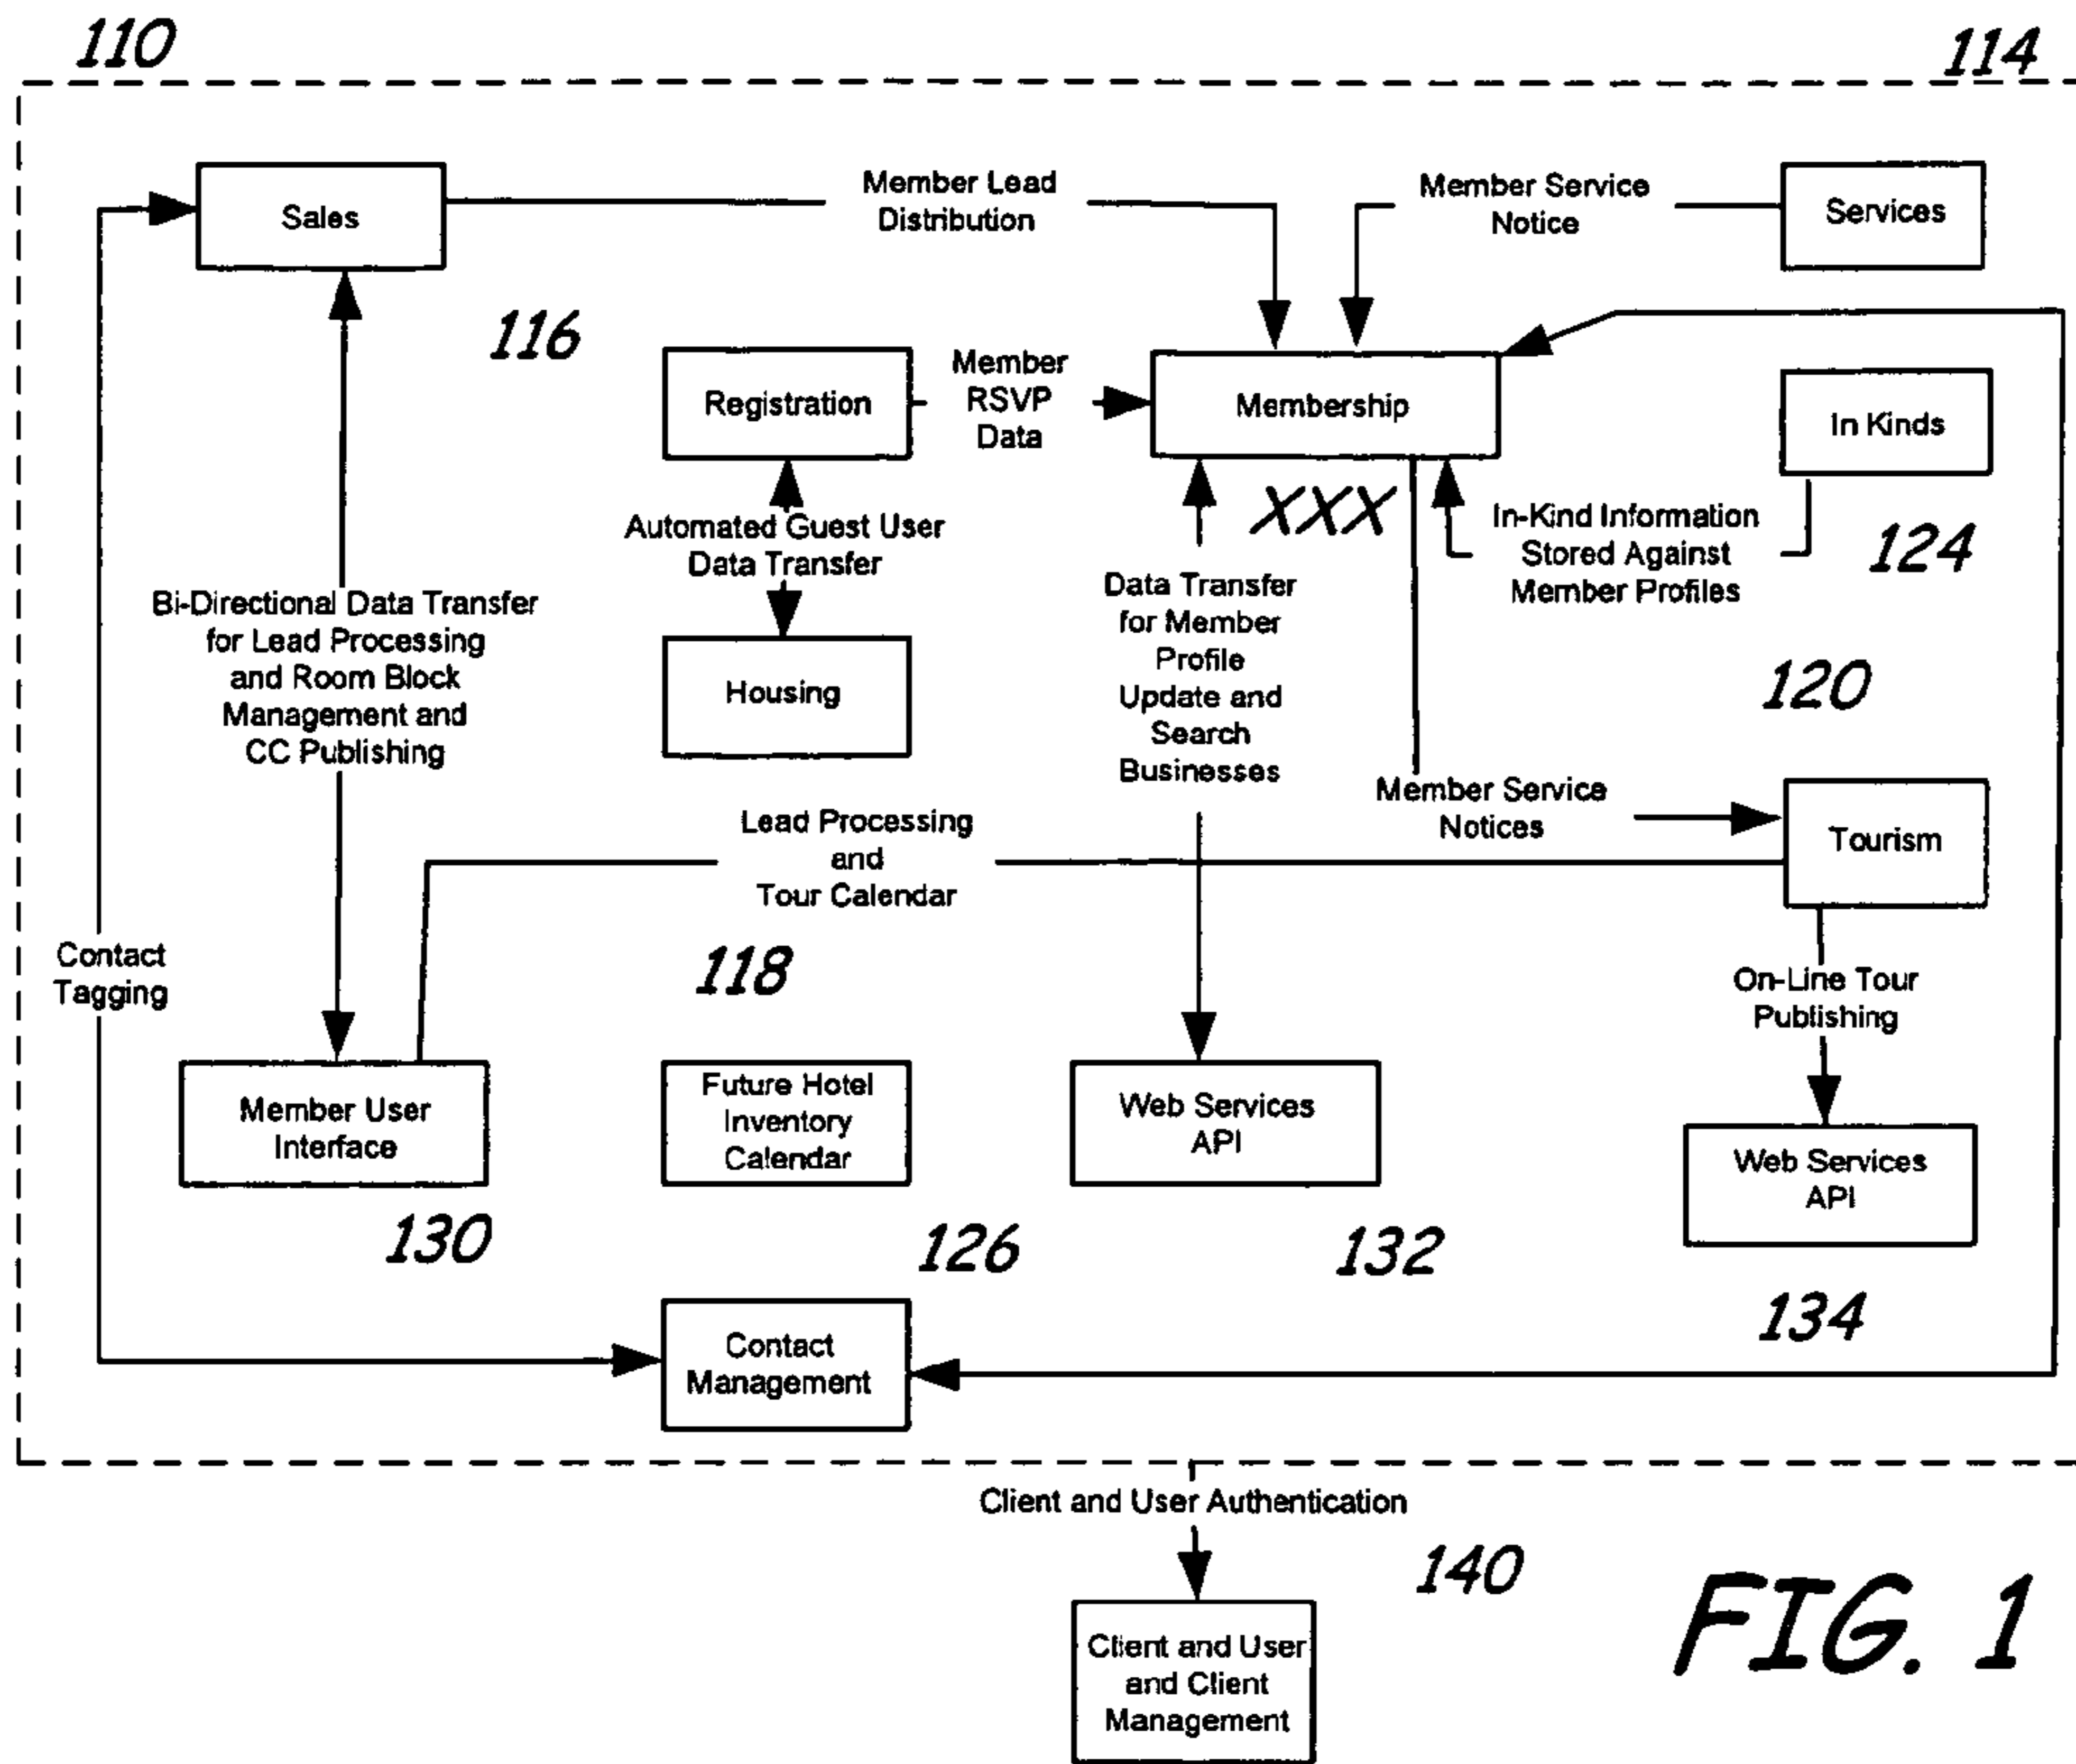 110
114
Sales
Member Lead
Distribution
Member Service
Notice
Services
116
Registration
Member
RSVP
Data
Membership
In Kinds
XXX
Automated Guest User
Data Transfer
In-Kind Information
Stored Against
Member Profiles
124
Bi-Directional Data Transfer
for Lead Processing
and Room Block
Management and
CC Publishing
Housing
Data Transfer
for Member
Profile
Update and
Search
Businesses
120
Member Service
Notices
Lead Processing
and
Tour Calendar
Tourism
Contact
Tagging
118
On-Line Tour
Publishing
Member User
Interface
Future Hotel
Inventory
Calendar
Web Services
API
Web Services
API
130
126
132
134
Contact
Management
Client and User Authentication
140
Client and User
and Client
Management
FIG. 1